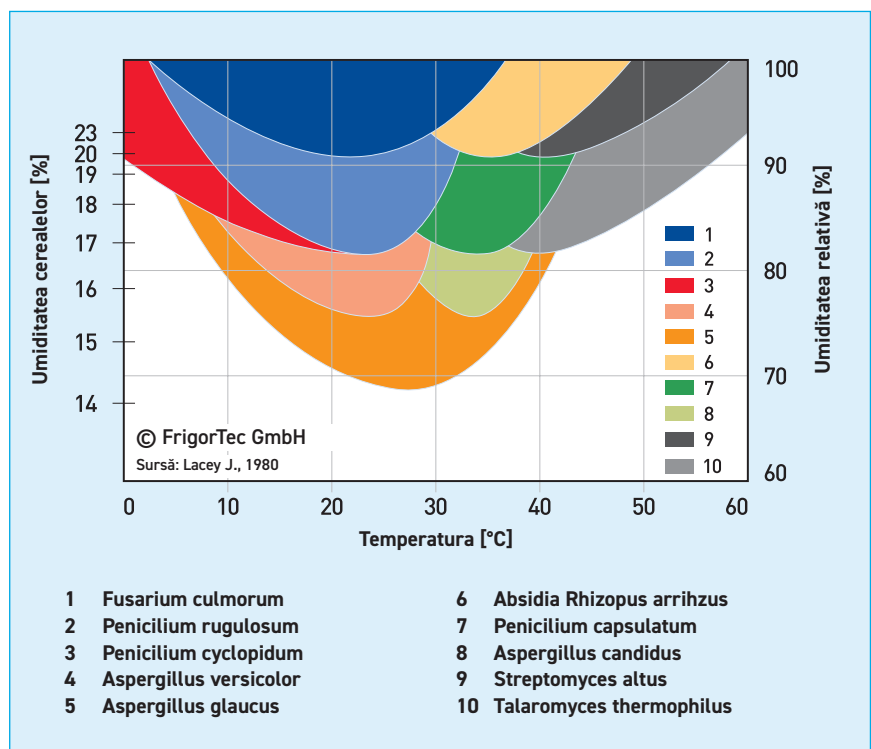 Umiditatea cerealelor [%]
23
20
19
18
17
16
15
14
100
90
80
70
60
Umiditatea relativă [%]
1
2
3
4
5
6
7
8
9
10
© FrigorTec GmbH
Sursă: Lacey J., 1980
0 10 20 30 40 50 60
Temperatura [°C]
1 Fusarium culmorum
2 Penicilium rugulosum
3 Penicilium cyclopidum
4 Aspergillus versicolor
5 Aspergillus glaucus
6 Absidia Rhizopus arrihzus
7 Penicilium capsulatum
8 Aspergillus candidus
9 Streptomyces altus
10 Talaromyces thermophilus